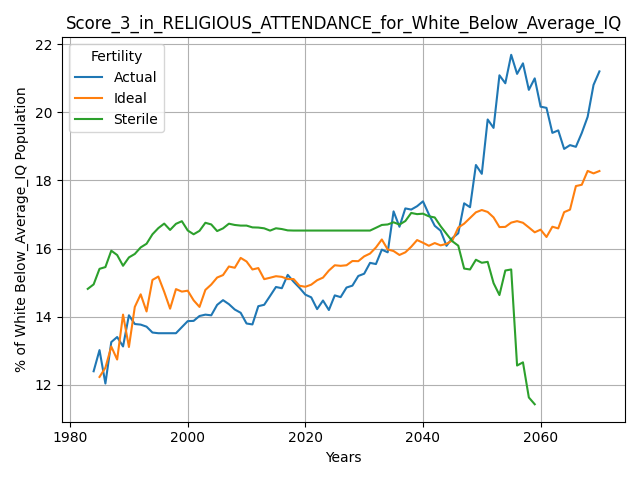 Score_3_in_RELIGIOUS_ATTENDANCE_for_White_Below_Average_IQ
Fertility
Actual
Ideal
Sterile
% of White Below_Average_IQ Population
22
20
18
16
14
12
1980
2000
2020
2040
2060
Years